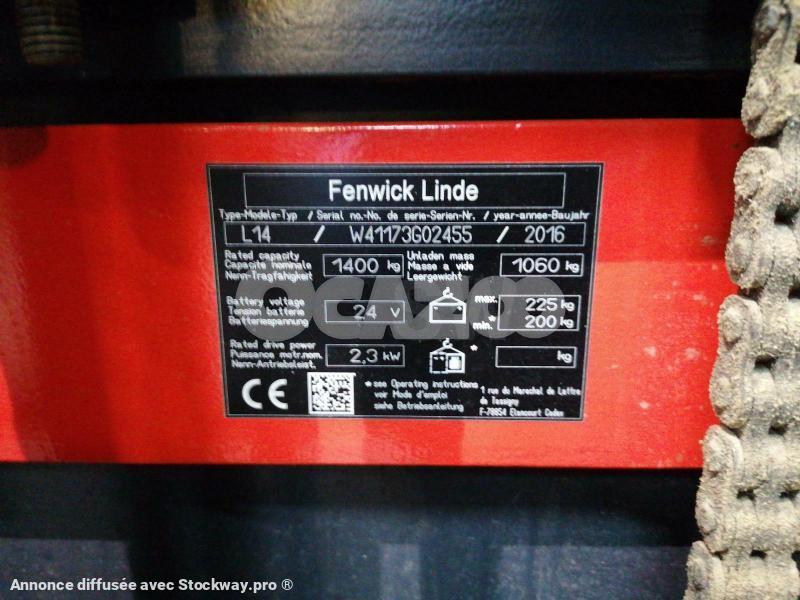 Fenwick Linde
Type-Modele-Typ / Serial no.-No. de serie-Serien-Nr. / year-annee-Baujahr
L14 / W41173G02455 / 2016
Rated capacity
Capacite nominale
Nenn-Tragfähigkeit
1400 kg
Unladen mass
Masse a vide
Leergewicht
1060 kg
Battery voltage
Tension batterie
Batteriespannung
24 V
max. 225 kg
min.* 200 kg
Rated drive power
Puissance motr.nom.
Nenn-Antriebsleist.
2,3 kW
* kg
CE
*see Operating instructions
voir Mode d'emploi
siehe Betriebsanleitung
1 rue du Marechal de Lattre
de Tassigny
F-78854 Elancourt Cedex
OCAZOO
Annonce diffusée avec Stockway.pro ®